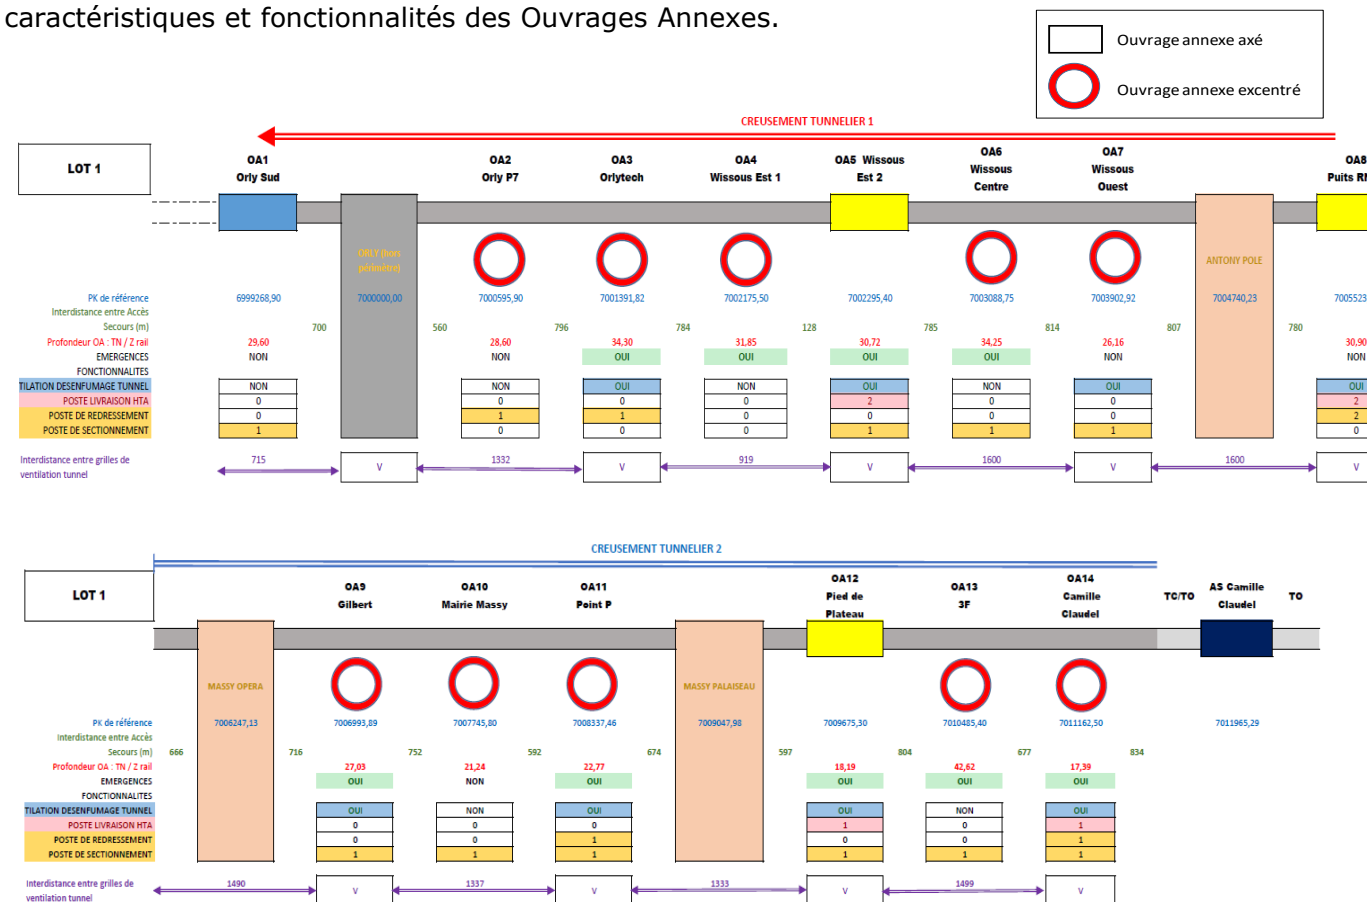 caractéristiques et fonctionnalités des Ouvrages Annexes.
Ouvrage annexe axé
Ouvrage annexe excentré
CREUSEMENT TUNNELIER 1
LOT 1
OA1 Orly Sud
OA2 Orly P7
OA3 Orlytech
OA4 Wissous Est 1
OA5 Wissous Est 2
OA6 Wissous Centre
OA7 Wissous Ouest
OA8 Puits RN
ORLY (hors périmètre)
ANTONY POLE
PK de référence 6999268,90 7000000,00 7000595,90 7001391,82 7002175,50 7002295,40 7003088,75 7003902,92 7004740,23 7005523
Interdistance entre Accès
Secours (m) 700 560 796 784 128 785 814 807 780
Profondeur OA : TN / Z rail 29,60 28,60 34,30 31,85 30,72 34,25 26,16 30,90
EMERGENCES NON NON OUI OUI OUI OUI NON NON
FONCTIONNALITES
TILATION DESENFUMAGE TUNNEL NON NON OUI NON OUI NON OUI OUI
POSTE LIVRAISON HTA 0 0 0 0 2 0 0 2
POSTE DE REDRESSEMENT 0 1 1 0 0 0 0 2
POSTE DE SECTIONNEMENT 1 0 0 0 1 1 1 0
Interdistance entre grilles de
ventilation tunnel
715 V 1332 V 919 V 1600 V 1600 V
CREUSEMENT TUNNELIER 2
LOT 1
OA9 Gilbert
OA10 Mairie Massy
OA11 Point P
OA12 Pied de Plateau
OA13 3F
OA14 Camille Claudel
TC/TO
AS Camille Claudel
TO
MASSY OPERA
MASSY PALAISEAU
PK de référence 7006247,13 7006993,89 7007745,80 7008337,46 7009047,98 7009675,30 7010485,40 7011162,50 7011965,29
Interdistance entre Accès
Secours (m) 666 716 752 592 674 597 804 677 834
Profondeur OA : TN / Z rail 27,03 21,24 22,77 18,19 42,62 17,39
EMERGENCES OUI NON OUI OUI OUI OUI
FONCTIONNALITES
TILATION DESENFUMAGE TUNNEL OUI NON OUI OUI NON OUI
POSTE LIVRAISON HTA 0 0 0 1 0 1
POSTE DE REDRESSEMENT 0 0 1 0 0 1
POSTE DE SECTIONNEMENT 1 1 1 1 1 1
Interdistance entre grilles de
ventilation tunnel
1490 V 1337 V 1333 V 1499 V